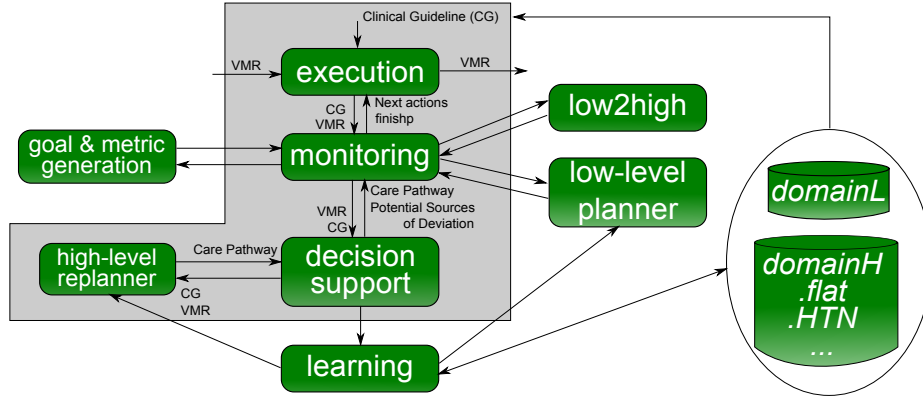 Clinical Guideline (CG)
VMR
execution
VMR
CG
VMR
Next actions
finishp
low2high
goal & metric
generation
monitoring
low-level
planner
domainL
VMR
CG
Care Pathway
Potential Sources
of Deviation
high-level
replanner
Care Pathway
decision
support
CG
VMR
domainH
.flat
.HTN
...
learning